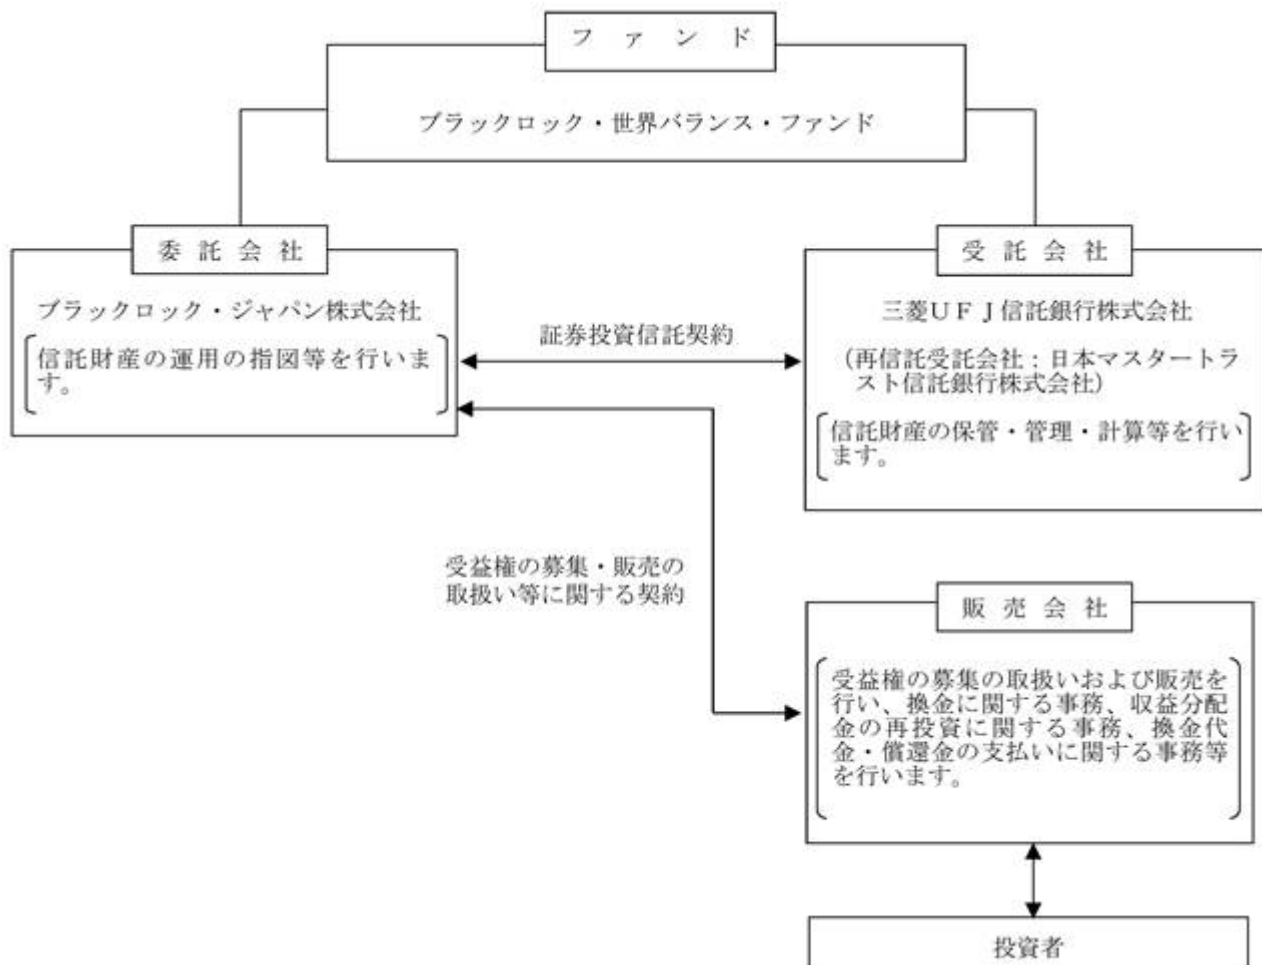 ファンド
ブラックロック・世界バランス・ファンド
委託会社
ブラックロック・ジャパン株式会社
信託財産の運用の指図等を行いま
す。
証券投資信託契約
受託会社
三菱UFJ信託銀行株式会社
(再信託受託会社:日本マスタートラ
スト信託銀行株式会社)
信託財産の保管・管理・計算等を行い
ます。
受益権の募集・販売の
取扱い等に関する契約
販売会社
受益権の募集の取扱いおよび販売を
行い、換金に関する事務、収益分配
金の再投資に関する事務、換金代
金・償還金の支払いに関する事務等
を行います。
投資者